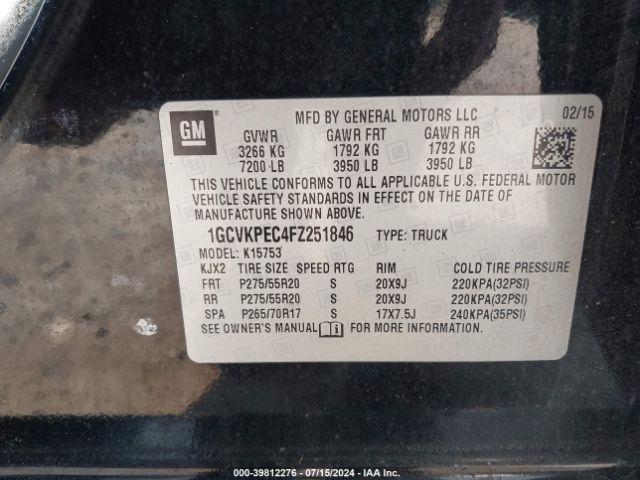 GM
MFD BY GENERAL MOTORS LLC 02/15
GVWR GAWR FRT GAWR RR
3266 KG 1792 KG 1792 KG
7200 LB 3950 LB 3950 LB
THIS VEHICLE CONFORMS TO ALL APPLICABLE U.S. FEDERAL MOTOR
VEHICLE SAFETY STANDARDS IN EFFECT ON THE DATE OF
MANUFACTURE SHOWN ABOVE.
1GCVKPEC4FZ251846 TYPE: TRUCK
MODEL: K15753
KJX2 TIRE SIZE SPEED RTG RIM COLD TIRE PRESSURE
FRT P275/55R20 S 20X9J 220KPA(32PSI)
RR P275/55R20 S 20X9J 220KPA(32PSI)
SPA P265/70R17 S 17X7.5J 240KPA(35PSI)
SEE OWNER'S MANUAL FOR MORE INFORMATION.
000-39812276 - 07/15/2024 - IAA Inc.